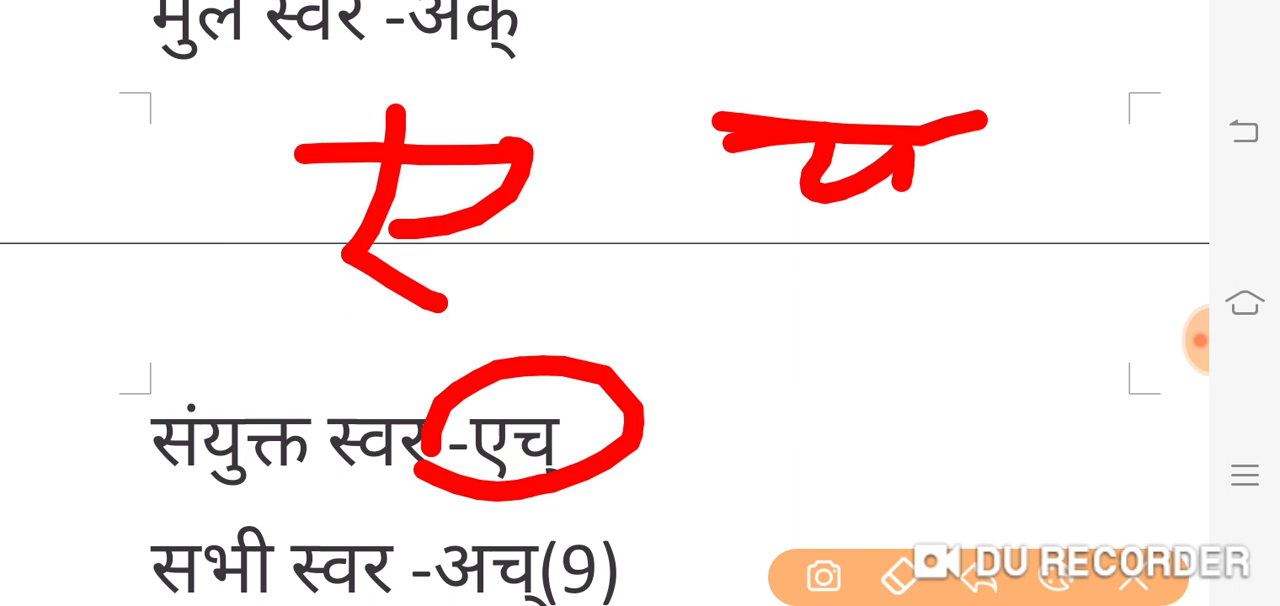 मुल स्वर -अक्
ए च
संयुक्त स्वर -एच्
सभी स्वर -अच्(9)
DU RECORDER